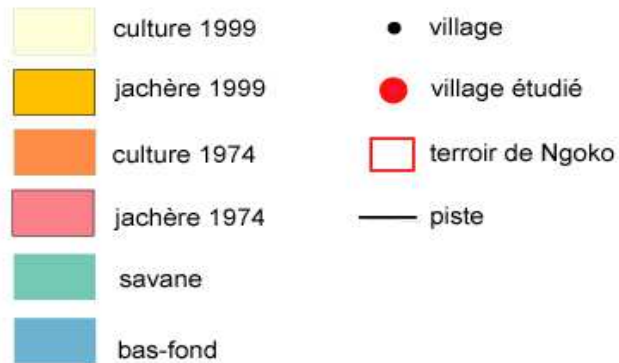 culture 1999
jachère 1999
culture 1974
jachère 1974
savane
bas-fond
village
village étudié
terroir de Ngoko
piste